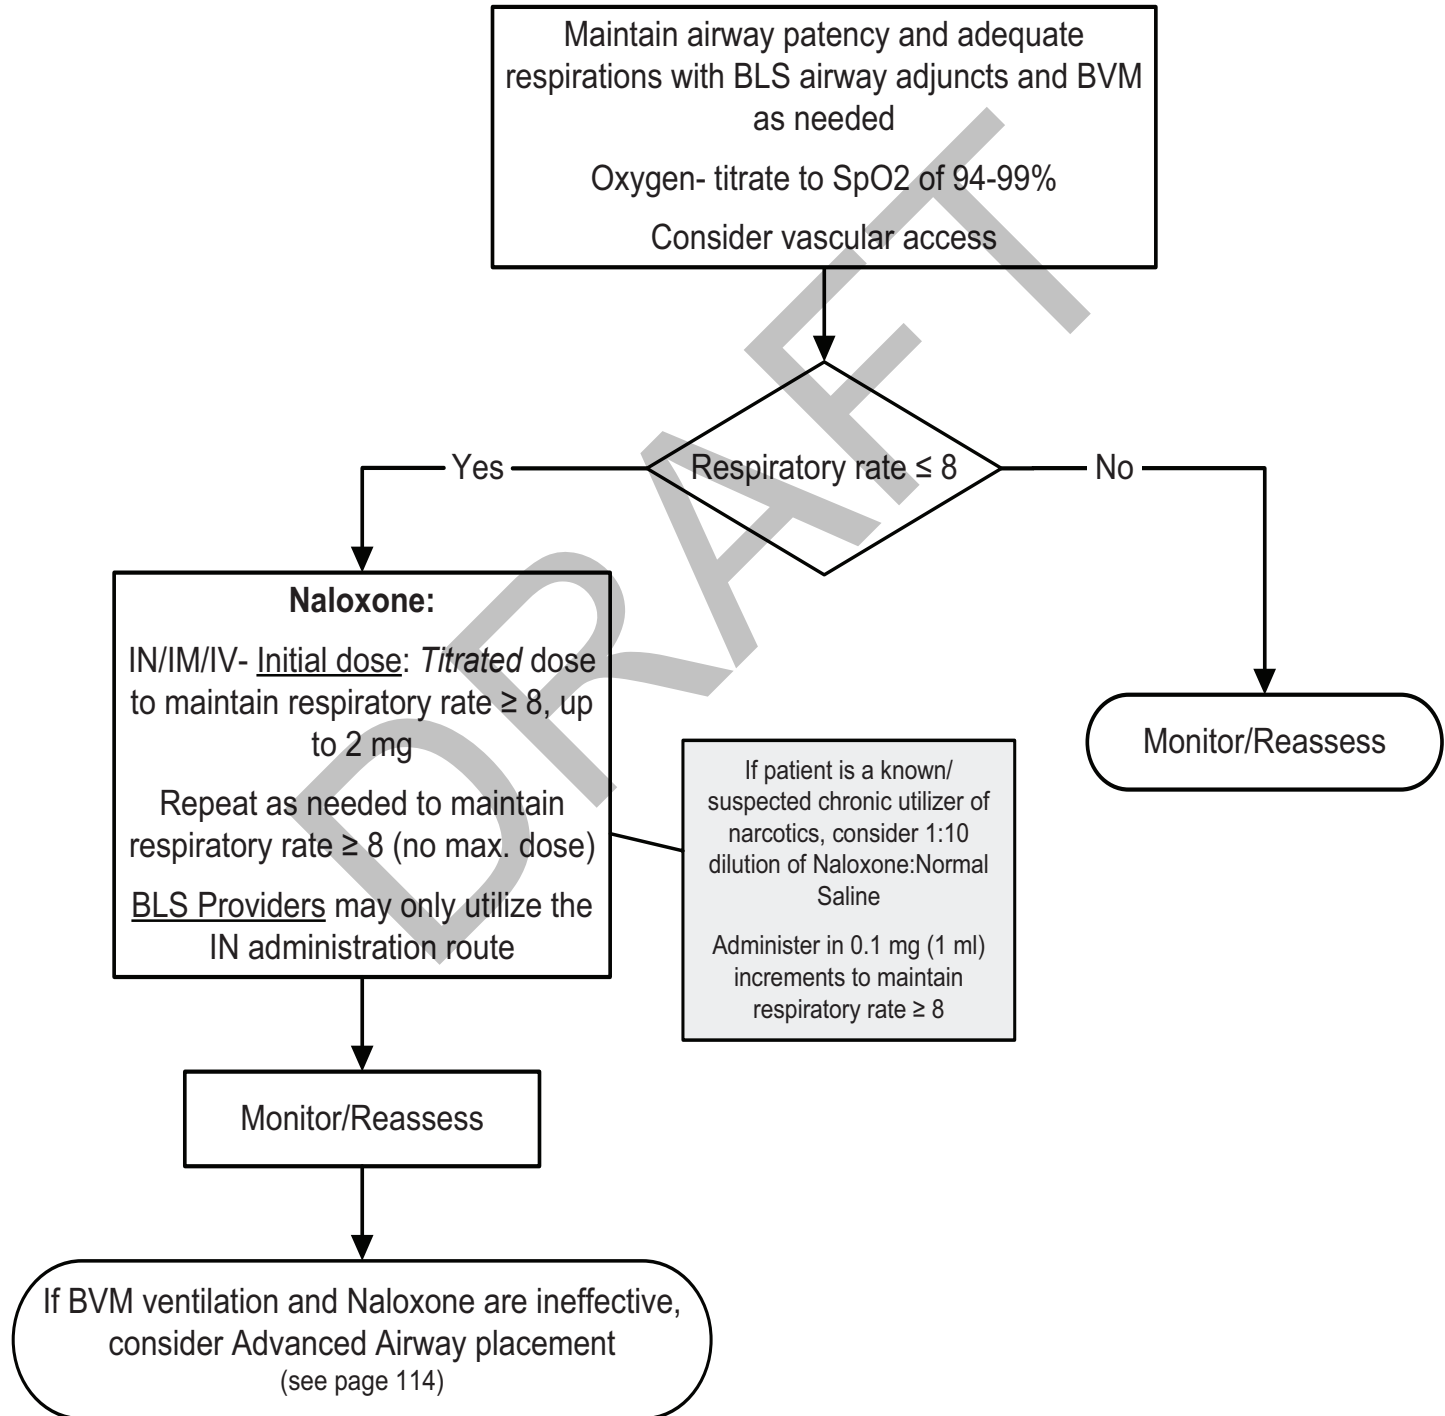 Maintain airway patency and adequate
respirations with BLS airway adjuncts and BVM
as needed
Oxygen- titrate to SpO2 of 94-99%
Consider vascular access
Respiratory rate ≤ 8
Yes
No
Naloxone:
IN/IM/IV- Initial dose: Titrated dose
to maintain respiratory rate ≥ 8, up
to 2 mg
Repeat as needed to maintain
respiratory rate ≥ 8 (no max. dose)
BLS Providers may only utilize the
IN administration route
If patient is a known/
suspected chronic utilizer of
narcotics, consider 1:10
dilution of Naloxone:Normal
Saline
Administer in 0.1 mg (1 ml)
increments to maintain
respiratory rate ≥ 8
Monitor/Reassess
Monitor/Reassess
If BVM ventilation and Naloxone are ineffective,
consider Advanced Airway placement
(see page 114)
DRAFT